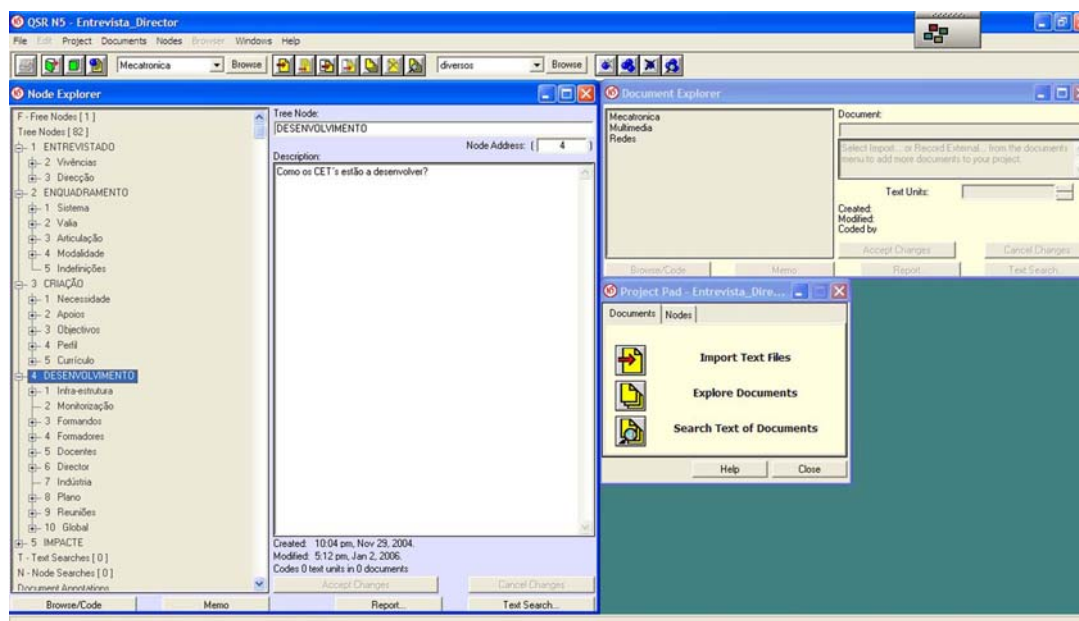 QSR N5 - Entrevista_Director
File Edit Project Documents Nodes Browser Windows Help
Mecatronica Browse diversos Browse
Node Explorer
F - Free Nodes [ 1 ]
Tree Nodes [ 82 ]
1 ENTREVISTADO
2 Vivências
3 Direcção
2 ENQUADRAMENTO
1 Sistema
2 Valia
3 Articulação
4 Modalidade
5 Indefinições
3 CRIAÇÃO
1 Necessidade
2 Apoios
3 Objectivos
4 Perfil
5 Currículo
4 DESENVOLVIMENTO
1 Infra-estrutura
2 Monitorização
3 Formandos
4 Formadores
5 Docentes
6 Director
7 Indústria
8 Plano
9 Reuniões
10 Global
5 IMPACTE
T - Text Searches [ 0 ]
N - Node Searches [ 0 ]
Document Annotations
Browse/Code Memo Report... Text Search...
Tree Node:
DESENVOLVIMENTO
Node Address: ( 4 )
Description:
Como os CET´s estão a desenvolver?
Created: 10:04 pm, Nov 29, 2004.
Modified: 5:12 pm, Jan 2, 2006.
Codes 0 text units in 0 documents
Accept Changes Cancel Changes
Document Explorer
Mecatronica
Multimedia
Redes
Document:
Select Import... or Record External... from the documents
menu to add more documents to your project.
Text Units:
Created:
Modified:
Coded by
Accept Changes Cancel Changes
Browse/Code Memo Report... Text Search...
Project Pad - Entrevista_Dire...
Documents Nodes
Import Text Files
Explore Documents
Search Text of Documents
Help Close